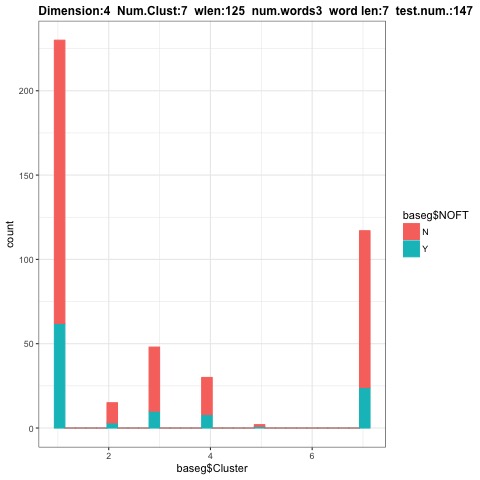 Dimension:4 Num.Clust:7 wlen:125 num.words3 word len:7 test.num.:147
200
150
100
50
0
count
2 4 6
baseg$Cluster
baseg$NOFT
N
Y